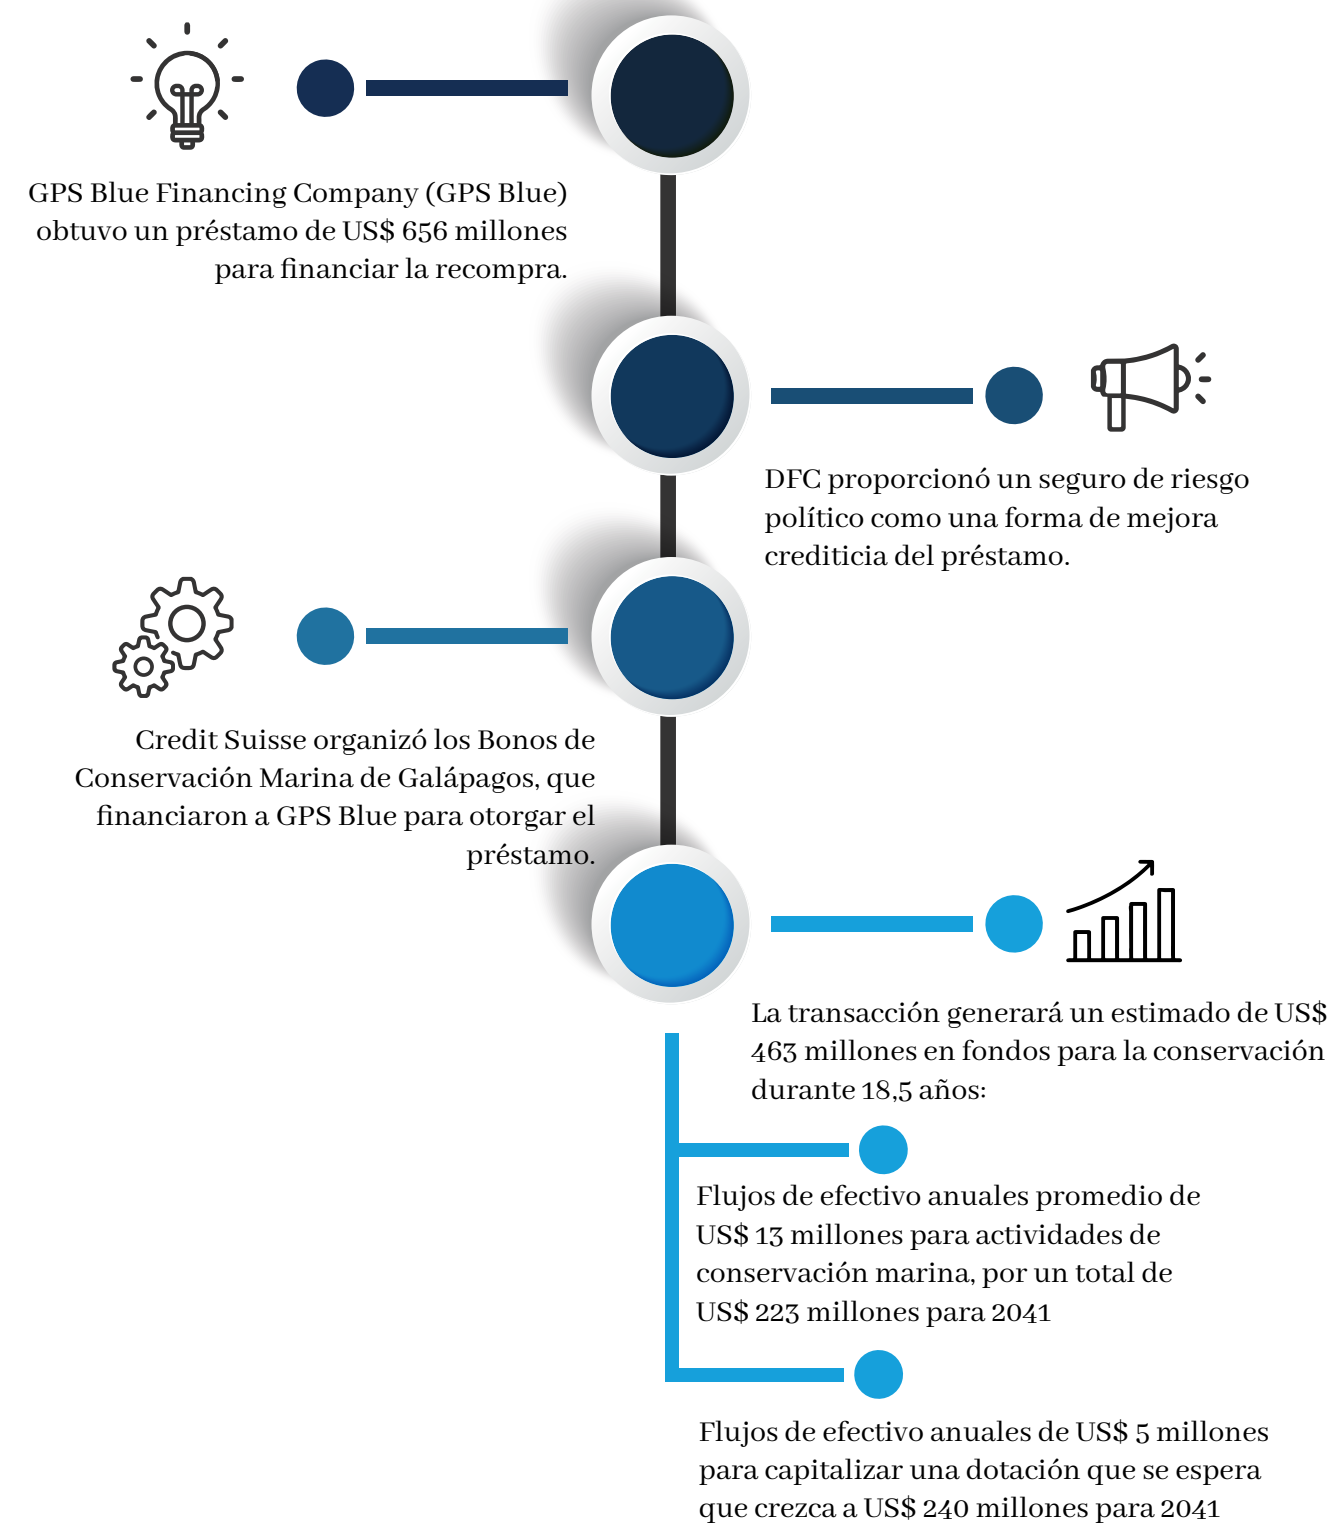 GPS Blue Financing Company (GPS Blue)
obtuvo un préstamo de US$ 656 millones
para financiar la recompra.
DFC proporcionó un seguro de riesgo
político como una forma de mejora
crediticia del préstamo.
Credit Suisse organizó los Bonos de
Conservación Marina de Galápagos, que
financiaron a GPS Blue para otorgar el
préstamo.
La transacción generará un estimado de US$
463 millones en fondos para la conservación
durante 18,5 años:
Flujos de efectivo anuales promedio de
US$ 13 millones para actividades de
conservación marina, por un total de
US$ 223 millones para 2041
Flujos de efectivo anuales de US$ 5 millones
para capitalizar una dotación que se espera
que crezca a US$ 240 millones para 2041